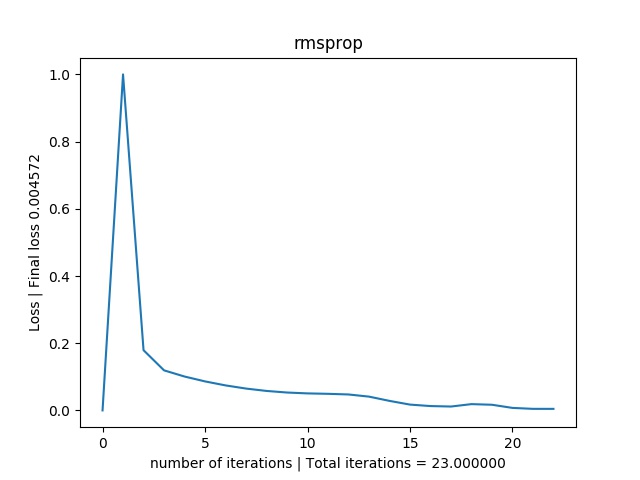 rmsprop
Loss | Final loss 0.004572
1.0
0.8
0.6
0.4
0.2
0.0
0 5 10 15 20
number of iterations | Total iterations = 23.000000